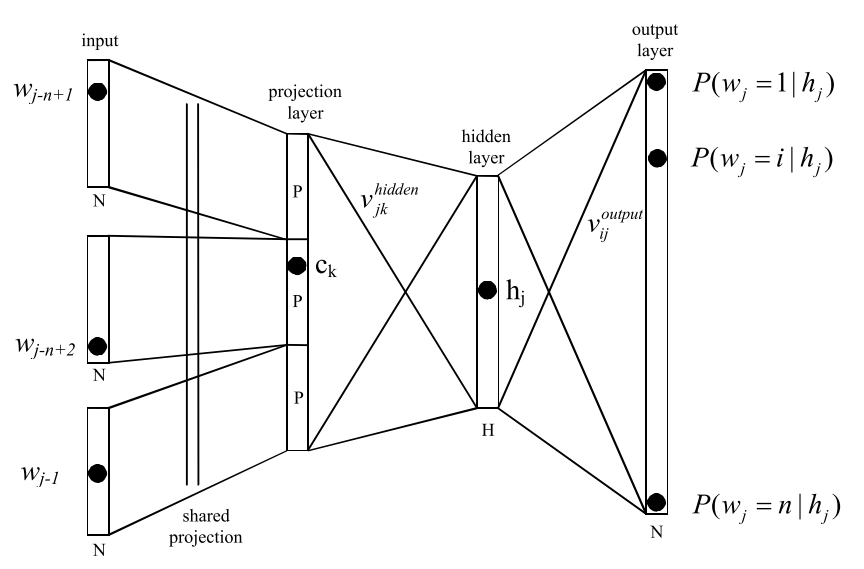 input
output
layer
w_{j-n+1}
P(w_j = 1 | h_j)
projection
layer
hidden
layer
P(w_j = i | h_j)
P
v_{jk}^{hidden}
N
v_{ij}^{output}
c_k
h_j
P
w_{j-n+2}
N
P
H
w_{j-1}
P(w_j = n | h_j)
shared
projection
N
N